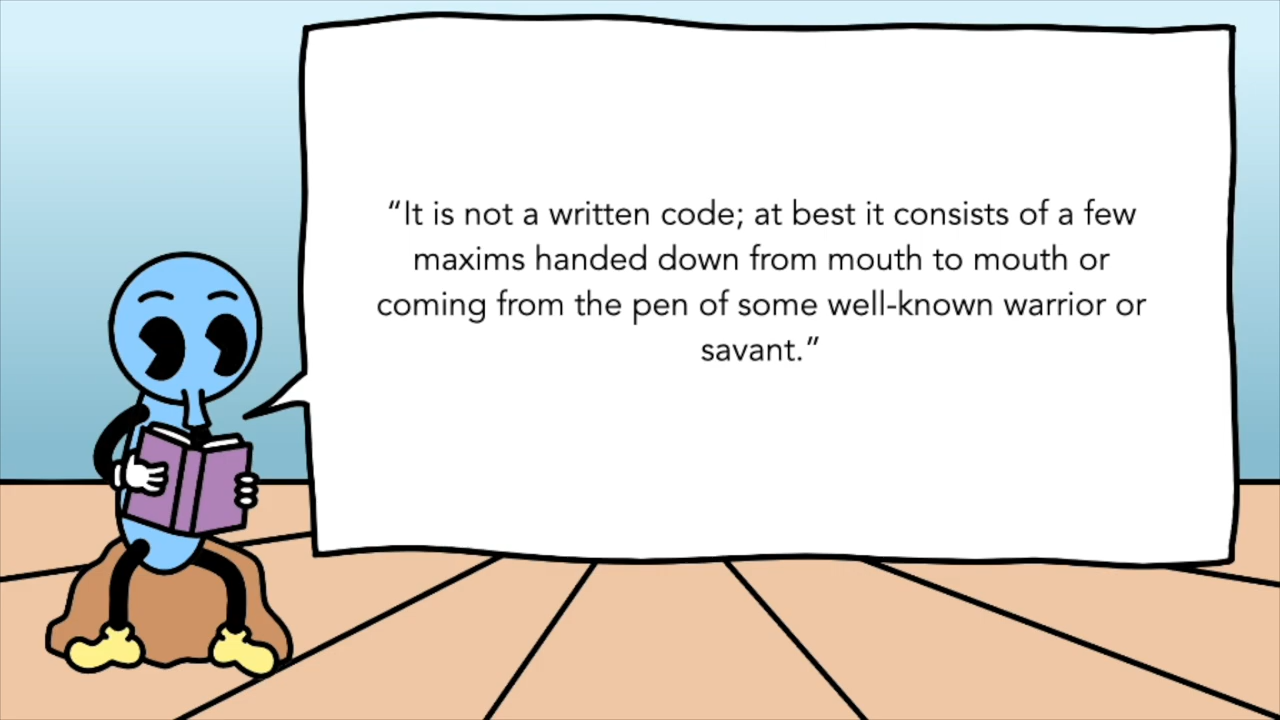 “It is not a written code; at best it consists of a few
maxims handed down from mouth to mouth or
coming from the pen of some well-known warrior or
savant.”